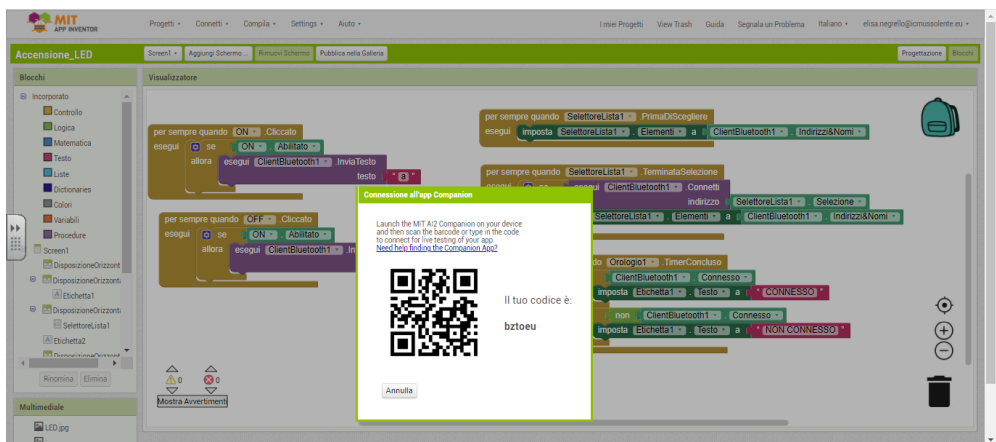 MIT
APP INVENTOR
Progetti
Connetti
Compila
Settings
Aiuto
I miei Progetti
View Trash
Guida
Segnala un Problema
Italiano
elisa.negrello@icmussolente.eu
Accensione_LED
Screen1
Aggiungi Schermo ...
Rimuovi Schermo
Pubblica nella Galleria
Progettazione
Blocchi
Blocchi
Incorporato
Controllo
Logica
Matematica
Testo
Liste
Dictionaries
Colori
Variabili
Procedure
Screen1
DisposizioneOrizzont
DisposizioneOrizzonta
Etichetta1
DisposizioneOrizzonta
SelettoreLista1
Etichetta2
Rinomina
Elimina
Multimediale
LED.jpg
Visualizzatore
per sempre quando ON .Cliccato
esegui se ON . Abilitato
allora esegui ClientBluetooth1 .InviaTesto
testo " a "
per sempre quando OFF .Cliccato
esegui se ON . Abilitato
allora esegui ClientBluetooth1
per sempre quando SelettoreLista1 .PrimaDiScegliere
esegui imposta SelettoreLista1 . Elementi a ClientBluetooth1 . Indirizzi&Nomi
per sempre quando SelettoreLista1 .TerminataSelezione
ClientBluetooth1 .Connetti
indirizzo SelettoreLista1 . Selezione
SelettoreLista1 . Elementi a ClientBluetooth1 . Indirizzi&Nomi
Orologio1 .TimerConcluso
ClientBluetooth1 . Connesso
imposta Etichetta1 . Testo a " CONNESSO "
non ClientBluetooth1 . Connesso
imposta Etichetta1 . Testo a " NON CONNESSO "
Connessione all'app Companion
Launch the MIT AI2 Companion on your device
and then scan the barcode or type in the code
to connect for live testing of your app.
Need help finding the Companion App?
Il tuo codice è:
bztoeu
Annulla
0
0
Mostra Avvertimenti